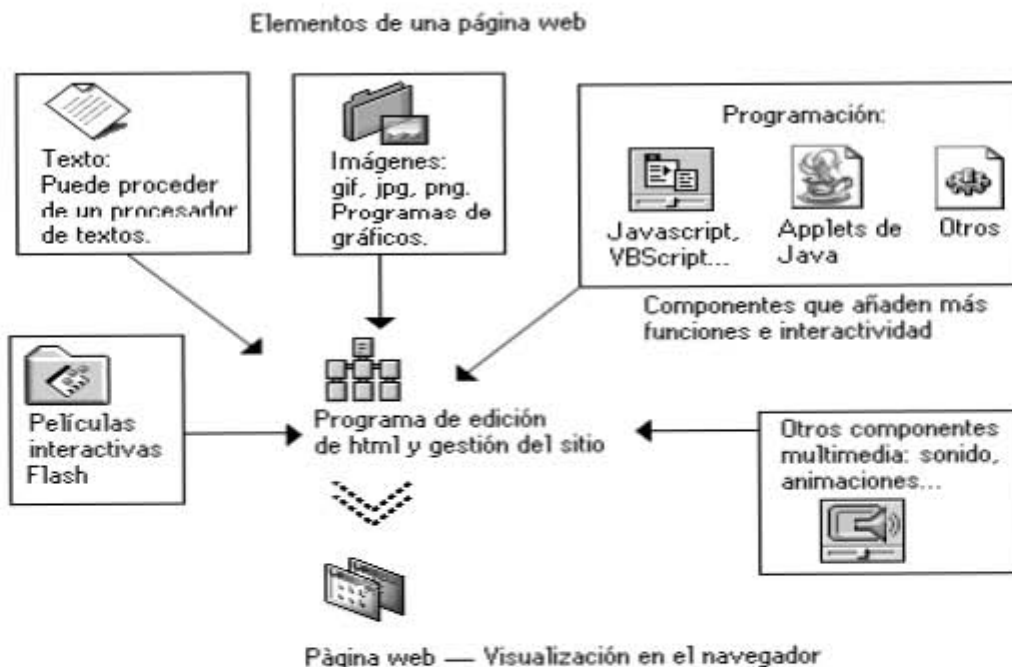 Elementos de una página web
Texto:
Puede proceder
de un procesador
de textos.
Imágenes:
gif, jpg, png.
Programas de
gráficos.
Programación:
Javascript,
VBScript...
Applets de
Java
Otros
Componentes que añaden más
funciones e interactividad
Películas
interactivas
Flash
Programa de edición
de html y gestión del sitio
Otros componentes
multimedia: sonido,
animaciones...
Pàgina web — Visualización en el navegador